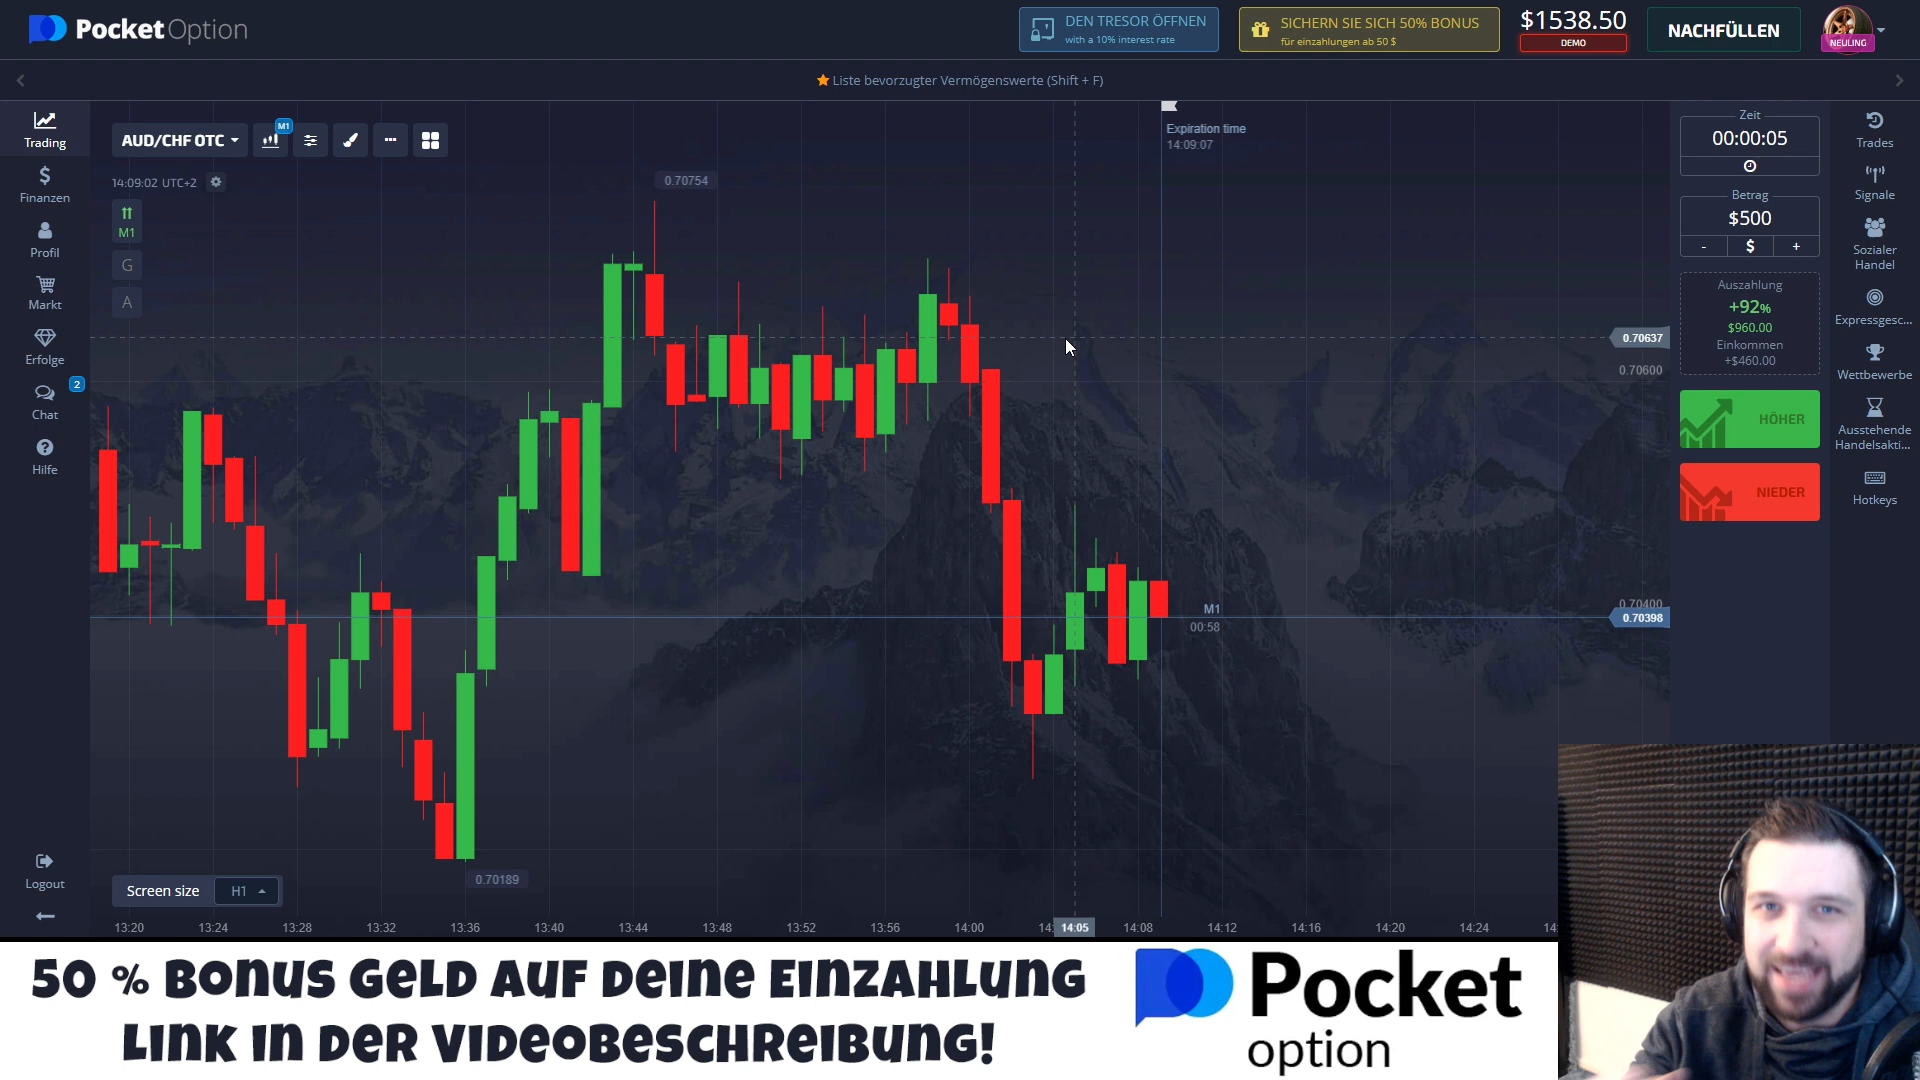 PocketOption
DEN TRESOR ÖFFNEN
with a 10% interest rate
SICHERN SIE SICH 50% BONUS
für einzahlungen ab 50 $
$1538.50
DEMO
NACHFÜLLEN
NEULING
Liste bevorzugter Vermögenswerte (Shift + F)
Trading
Finanzen
Profil
Markt
Erfolge
2
Chat
Hilfe
Logout
AUD/CHF OTC
M1
14:09:02 UTC+2
M1
G
A
0.70754
Expiration time
14:09:07
0.70637
0.70600
0.70400
0.70398
M1
00:58
0.70189
Screen size
H1
13:20
13:24
13:28
13:32
13:36
13:40
13:44
13:48
13:52
13:56
14:00
14:05
14:08
14:12
14:16
14:20
14:24
Zeit
00:00:05
Betrag
$500
- $ +
Auszahlung
+92%
$960.00
Einkommen
+$460.00
HÖHER
NIEDER
Trades
Signale
Sozialer
Handel
Expressgesc...
Wettbewerbe
Ausstehende
Handelsakti...
Hotkeys
50 % Bonus Geld auf deine Einzahlung
Link in der Videobeschreibung!
Pocket
option